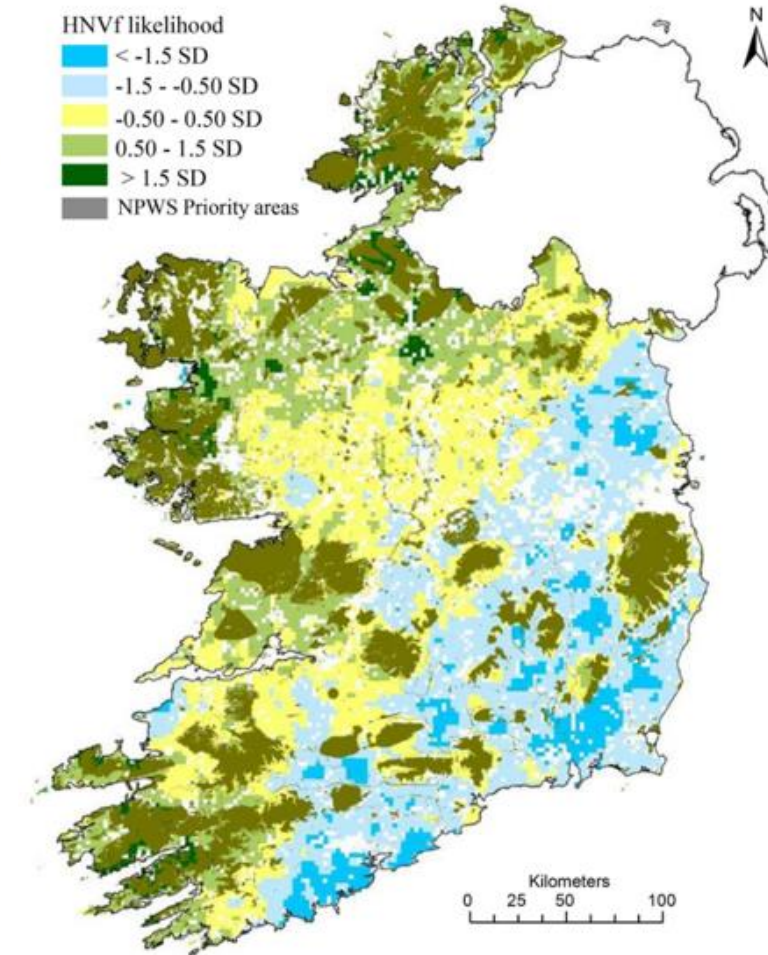 HNVf likelihood
< -1.5 SD
-1.5 - -0.50 SD
-0.50 - 0.50 SD
0.50 - 1.5 SD
> 1.5 SD
NPWS Priority areas
N
Kilometers
0 25 50 100